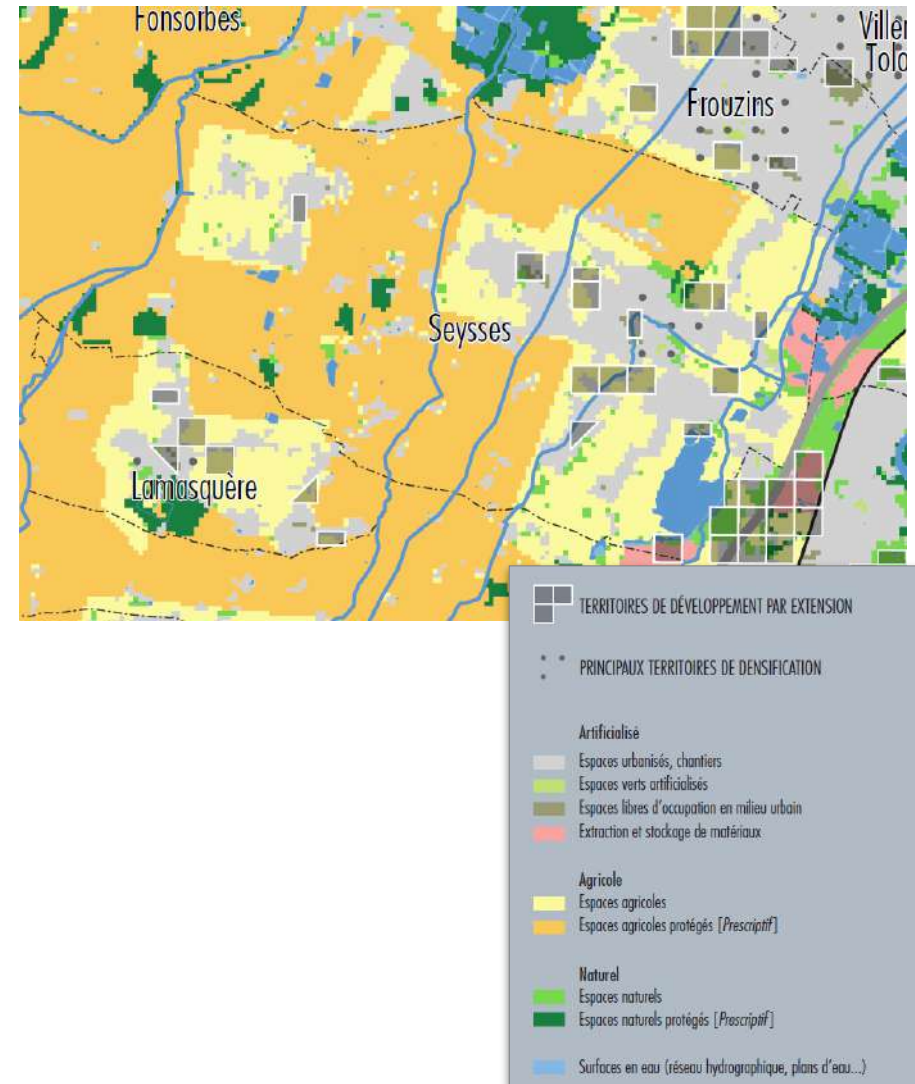 Fonsorbes
Viller
Tolo
Frouzins
Seysses
Lamasquère
TERRITOIRES DE DÉVELOPPEMENT PAR EXTENSION
PRINCIPAUX TERRITOIRES DE DENSIFICATION
Artificialisé
Espaces urbanisés, chantiers
Espaces verts artificialisés
Espaces libres d'occupation en milieu urbain
Extraction et stockage de matériaux
Agricole
Espaces agricoles
Espaces agricoles protégés [Prescriptif]
Naturel
Espaces naturels
Espaces naturels protégés [Prescriptif]
Surfaces en eau (réseau hydrographique, plans d'eau...)